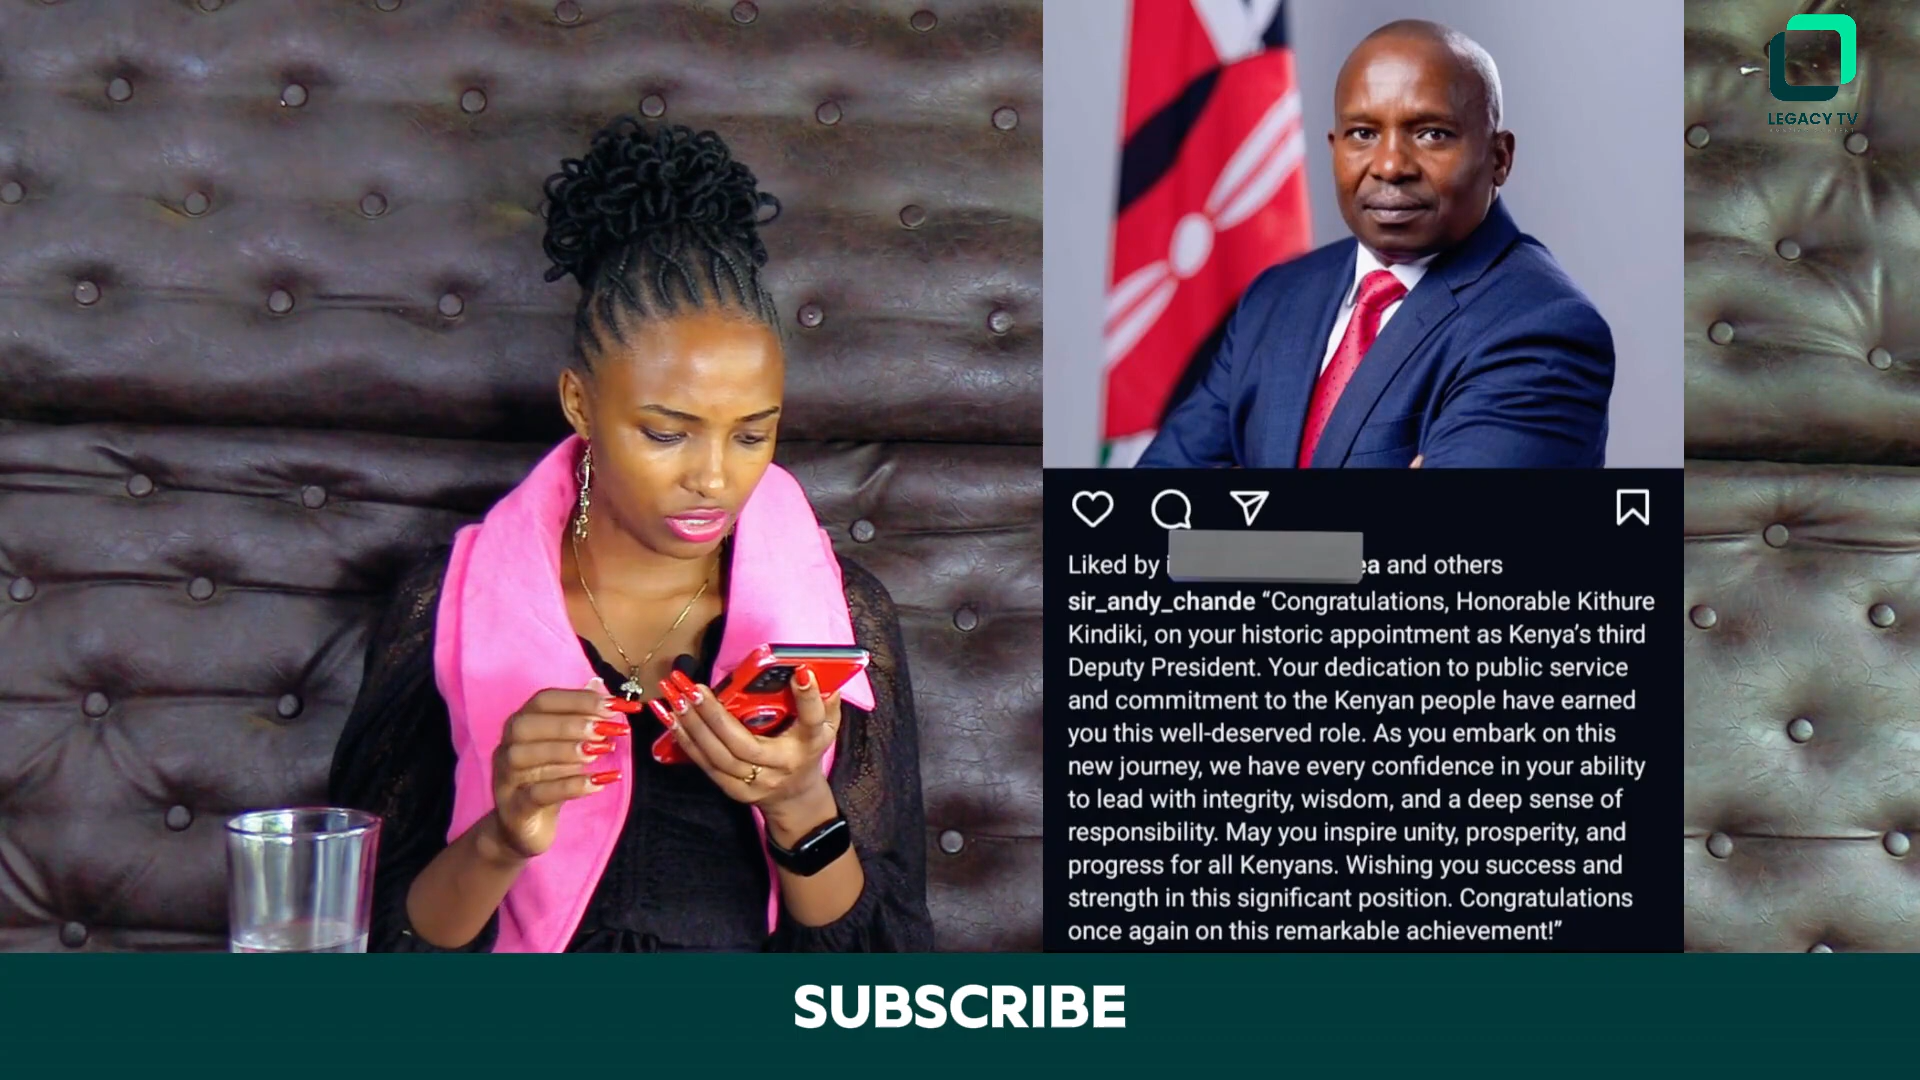 LEGACY TV
Liked by ea and others
sir_andy_chande “Congratulations, Honorable Kithure
Kindiki, on your historic appointment as Kenya’s third
Deputy President. Your dedication to public service
and commitment to the Kenyan people have earned
you this well-deserved role. As you embark on this
new journey, we have every confidence in your ability
to lead with integrity, wisdom, and a deep sense of
responsibility. May you inspire unity, prosperity, and
progress for all Kenyans. Wishing you success and
strength in this significant position. Congratulations
once again on this remarkable achievement!”
SUBSCRIBE